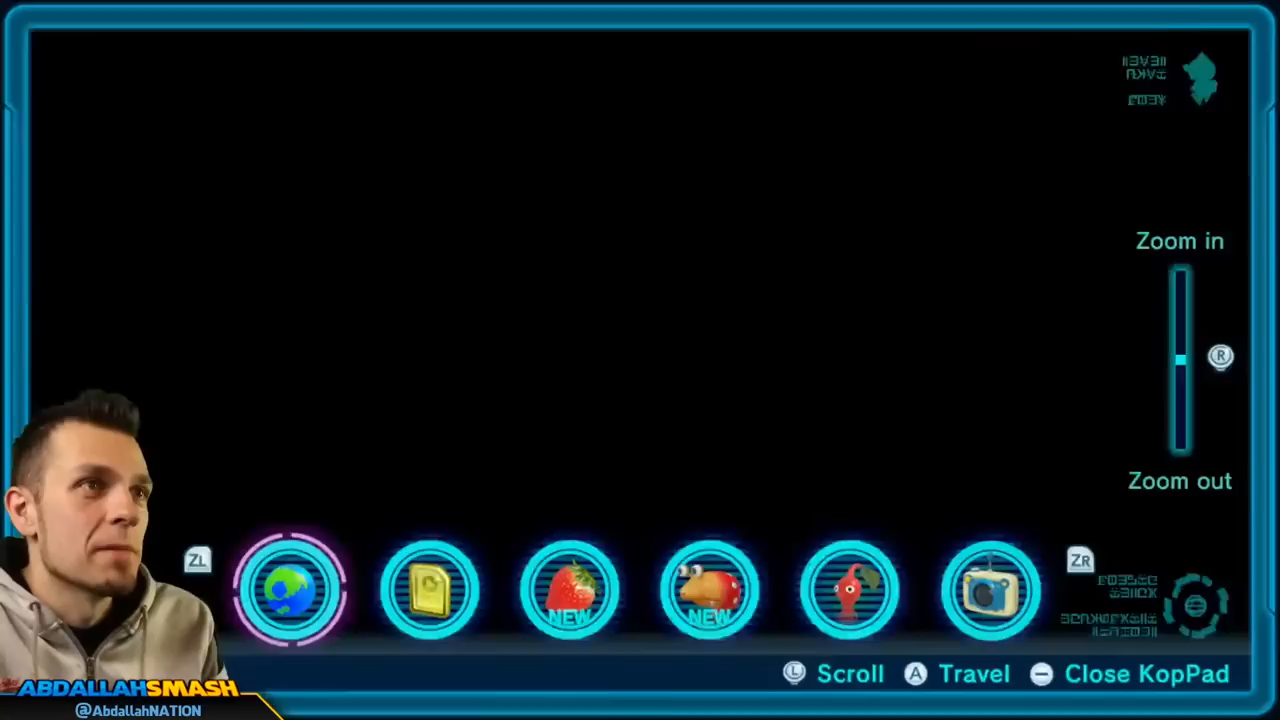 Zoom in
R
Zoom out
ZL
NEW
NEW
ZR
L Scroll A Travel Close KopPad
ABDALLAHSMASH
@AbdallahNATION